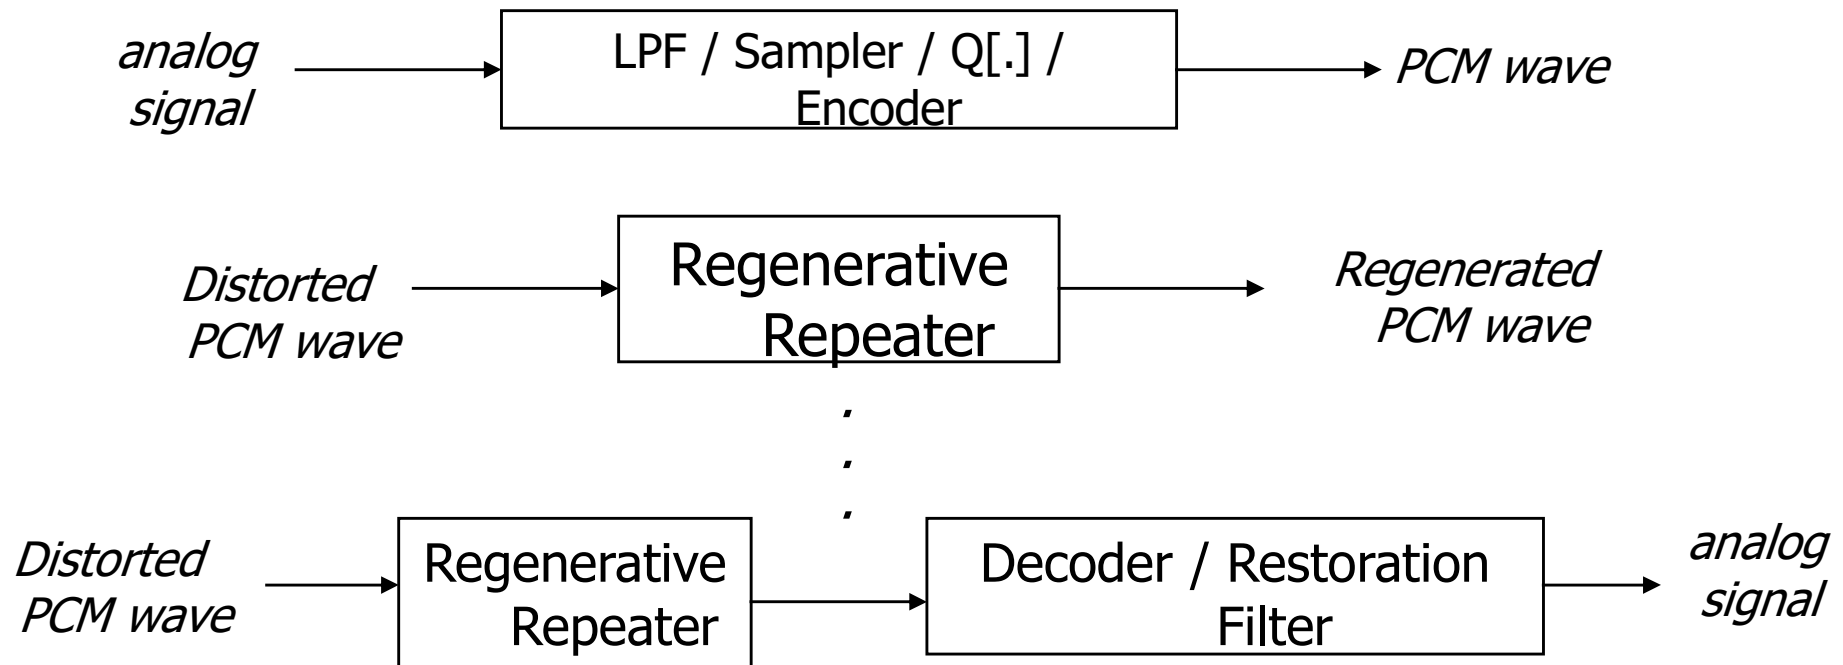 analog
signal
LPF / Sampler / Q[.] /
Encoder
PCM wave
Distorted
PCM wave
Regenerative
Repeater
Regenerated
PCM wave
.
.
.
Distorted
PCM wave
Regenerative
Repeater
Decoder / Restoration
Filter
analog
signal